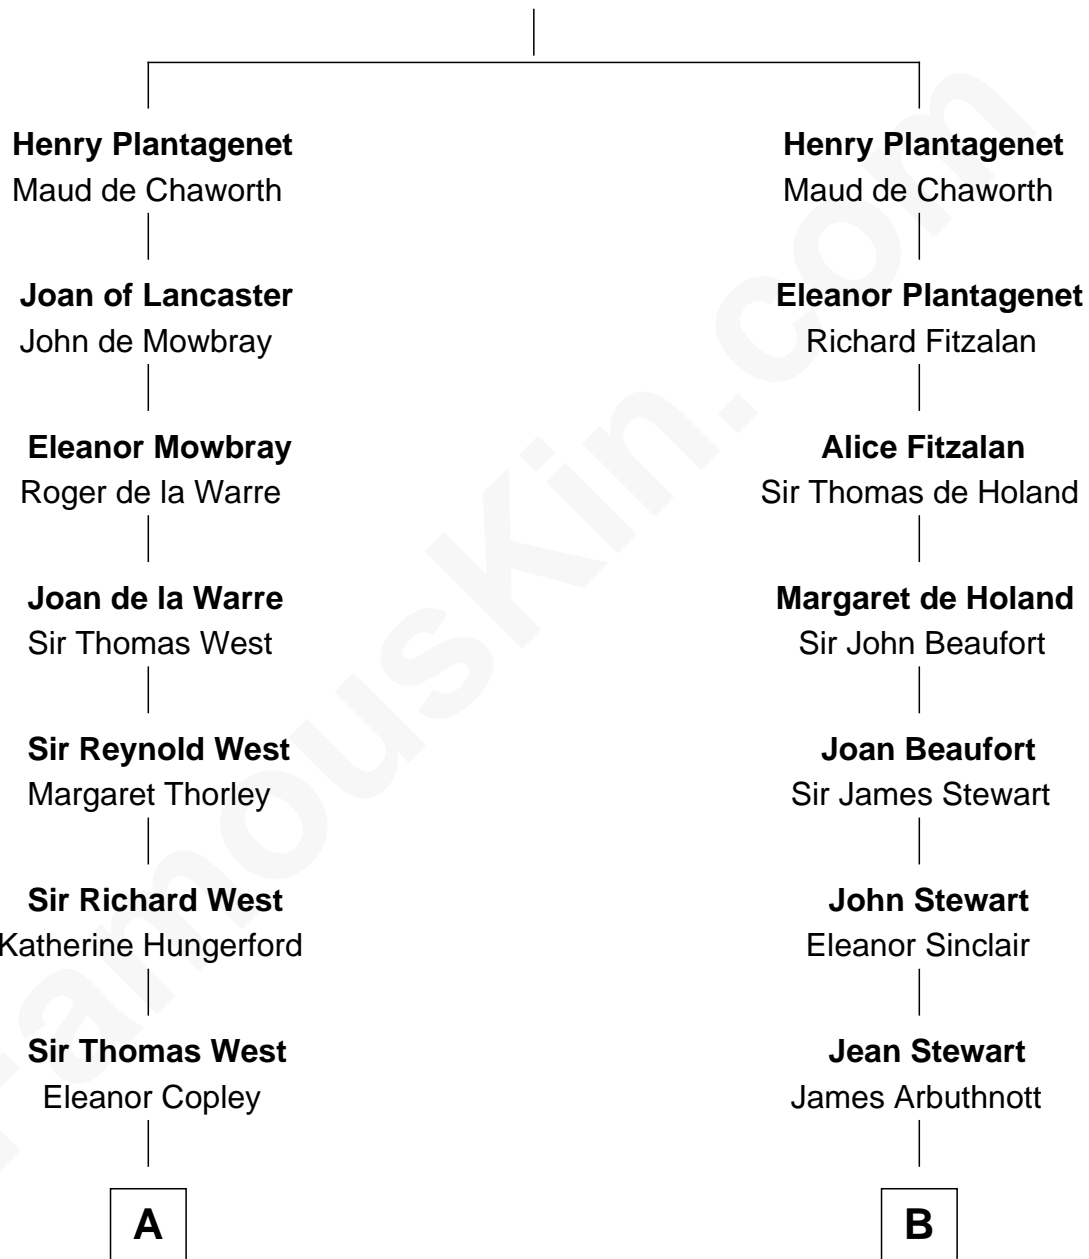 Henry Plantagenet
Maud de Chaworth
Henry Plantagenet
Maud de Chaworth
Joan of Lancaster
John de Mowbray
Eleanor Plantagenet
Richard Fitzalan
Eleanor Mowbray
Roger de la Warre
Alice Fitzalan
Sir Thomas de Holand
Joan de la Warre
Sir Thomas West
Margaret de Holand
Sir John Beaufort
Sir Reynold West
Margaret Thorley
Joan Beaufort
Sir James Stewart
Sir Richard West
Katherine Hungerford
John Stewart
Eleanor Sinclair
Sir Thomas West
Eleanor Copley
Jean Stewart
James Arbuthnott
A
B
FamousKin.com